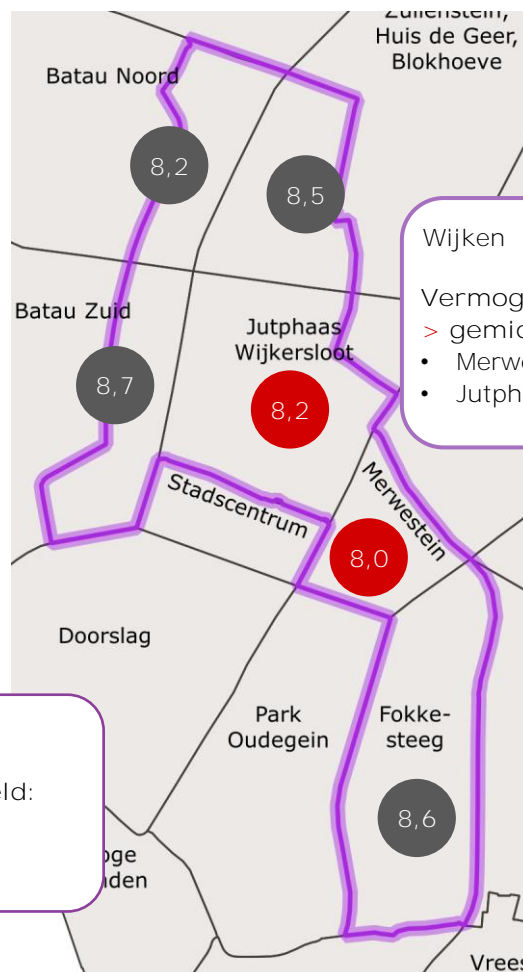 Zuilenstein,
Huis de Geer,
Blokhoeve
Batau Noord
8,2
8,5
Wijken
Vermog
> gemid
• Merwe
• Jutph
Batau Zuid
Jutphaas
Wijkersloot
8,7
8,2
Stadscentrum
Merwestein
8,0
Doorslag
Park
Oudegein
Fokke-
steeg
eld:
8,6
oge
nden
Vrees